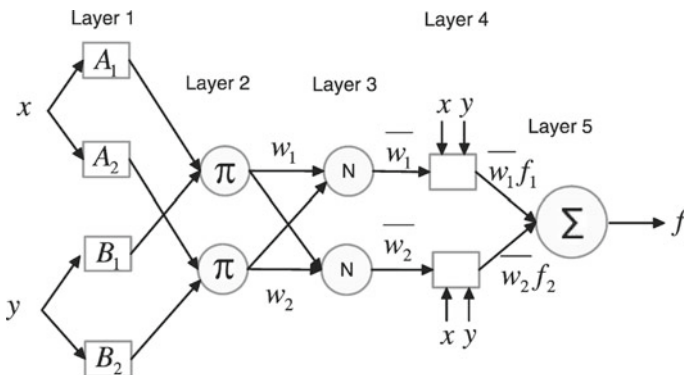 Layer 1
Layer 4
A₁
Layer 2
Layer 3
x
x y
Layer 5
A₂
w₁
w̅₁
w̅₁f₁
π
N
Σ
f
B₁
π
N
w̅₂
w̅₂f₂
w₂
y
x y
B₂